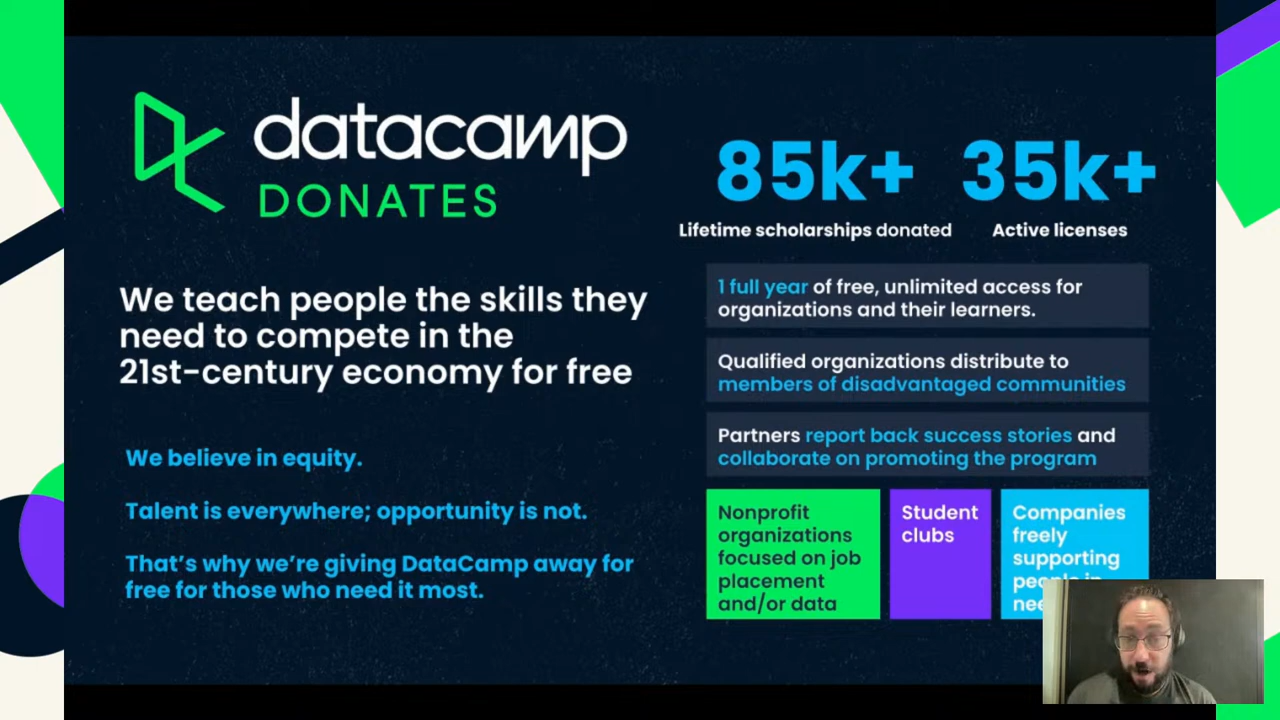 datacamp
DONATES
We teach people the skills they
need to compete in the
21st-century economy for free
We believe in equity.
Talent is everywhere; opportunity is not.
That's why we're giving DataCamp away for
free for those who need it most.
85k+
Lifetime scholarships donated
35k+
Active licenses
1 full year of free, unlimited access for
organizations and their learners.
Qualified organizations distribute to
members of disadvantaged communities
Partners report back success stories and
collaborate on promoting the program
Nonprofit
organizations
focused on job
placement
and/or data
Student
clubs
Companies
freely
supporting